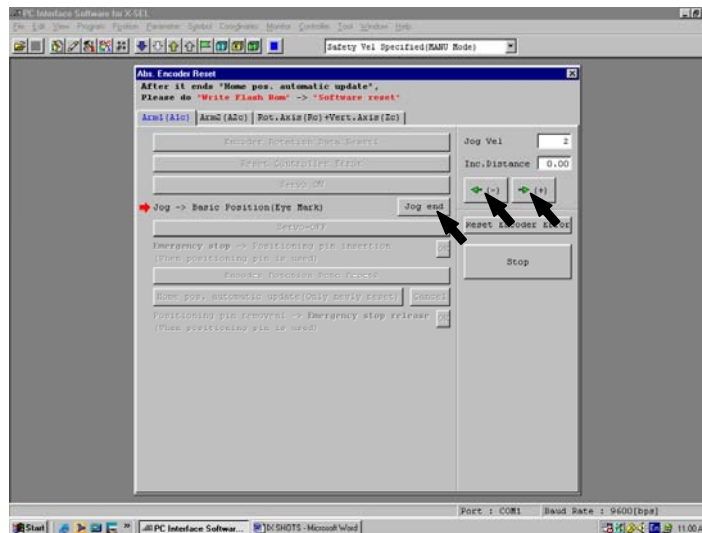 PC Interface Software for X-SEL
File Edit View Program Position Parameter Symbol Coordinates Monitor Controller Tool Window Help
Safety Vel Specified(MANU Mode)
Abs. Encoder Reset
After it ends "Home pos. automatic update",
Please do "Write Flash Rom" -> "Software reset"
Arm1(A1c) Arm2(A2c) Rot.Axis(Rc)+Vert.Axis(Zc)
Encoder Rotation Data Reset1
Jog Vel 2
Reset Controller Error
Inc.Distance 0.00
Servo ON
(-) (+)
Jog -> Basic Position(Eye Mark) Jog end
Servo-OFF
Reset Encoder Error
Emergency stop -> Positioning pin insertion OK
(When positioning pin is used)
Stop
Encoder Rotation Data Reset2
Home pos. automatic update(Only newly reset) Cancel
Positioning pin removal -> Emergency stop release OK
(When positioning pin is used)
Port : COM1 Baud Rate : 9600[bps]
Start PC Interface Softwar... IX SHOTS - Microsoft Word 11:00 A